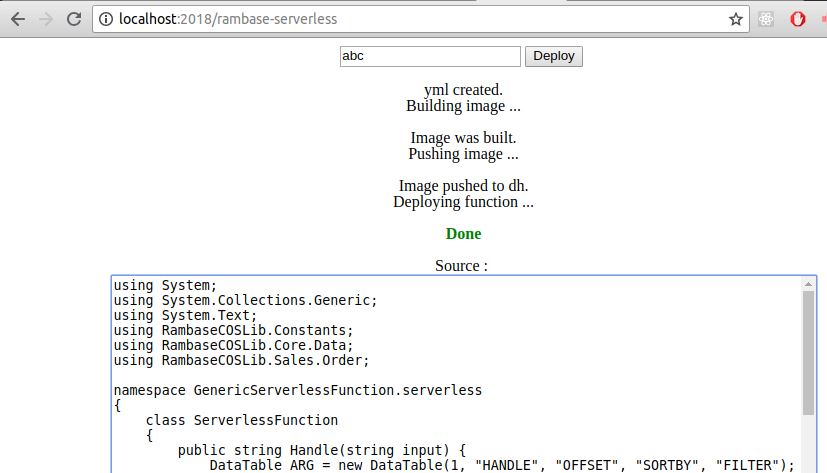 localhost:2018/rambase-serverless
abc Deploy
yml created.
Building image ...
Image was built.
Pushing image ...
Image pushed to dh.
Deploying function ...
Done
Source :
using System;
using System.Collections.Generic;
using System.Text;
using RambaseCOSLib.Constants;
using RambaseCOSLib.Core.Data;
using RambaseCOSLib.Sales.Order;
namespace GenericServerlessFunction.serverless
{
    class ServerlessFunction
    {
        public string Handle(string input) {
            DataTable ARG = new DataTable(1, "HANDLE", "OFFSET", "SORTBY", "FILTER");